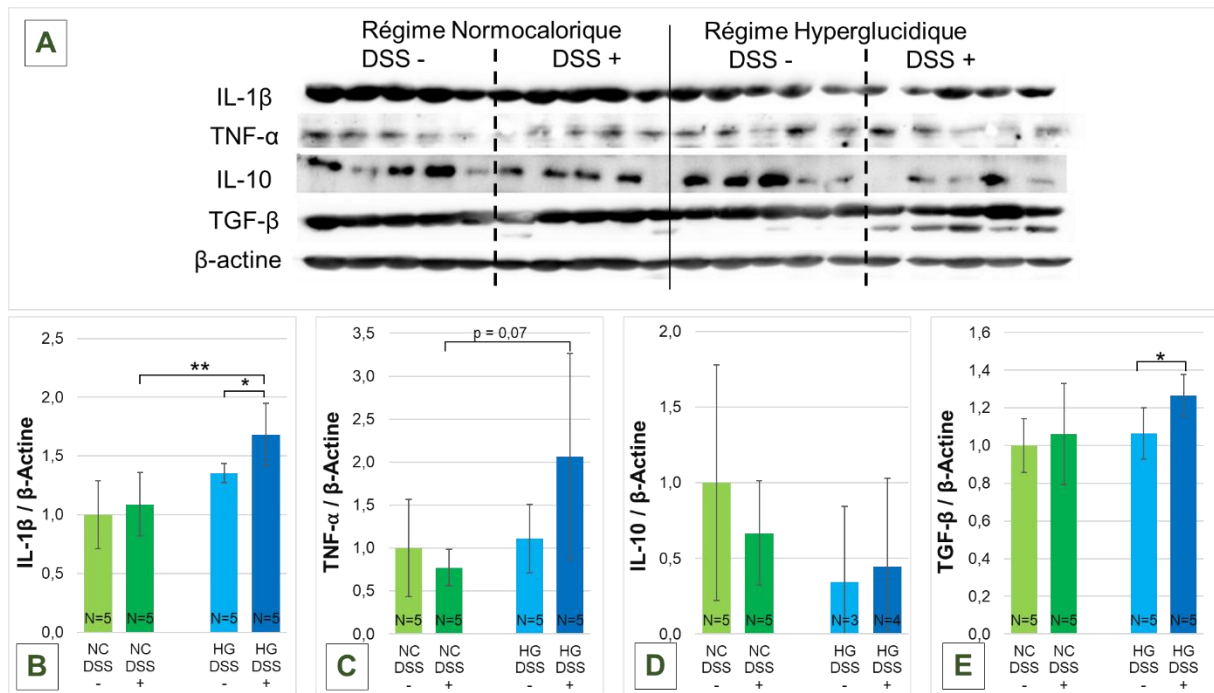 A
Régime Normocalorique
Régime Hyperglucidique
DSS -
DSS +
DSS -
DSS +
IL-1β
TNF-α
IL-10
TGF-β
β-actine
2,5
2,0
1,5
1,0
0,5
0,0
IL-1β / β-Actine
**
*
N=5
N=5
N=5
N=5
NC DSS -
NC DSS +
HG DSS -
HG DSS +
B
3,5
3,0
2,5
2,0
1,5
1,0
0,5
0,0
TNF-α / β-Actine
p = 0,07
N=5
N=5
N=5
N=5
NC DSS -
NC DSS +
HG DSS -
HG DSS +
C
2,0
1,5
1,0
0,5
0,0
IL-10 / β-Actine
N=5
N=5
N=3
N=4
NC DSS -
NC DSS +
HG DSS -
HG DSS +
D
1,6
1,4
1,2
1,0
0,8
0,6
0,4
0,2
0,0
TGF-β / β-Actine
*
N=5
N=5
N=5
N=5
NC DSS -
NC DSS +
HG DSS -
HG DSS +
E